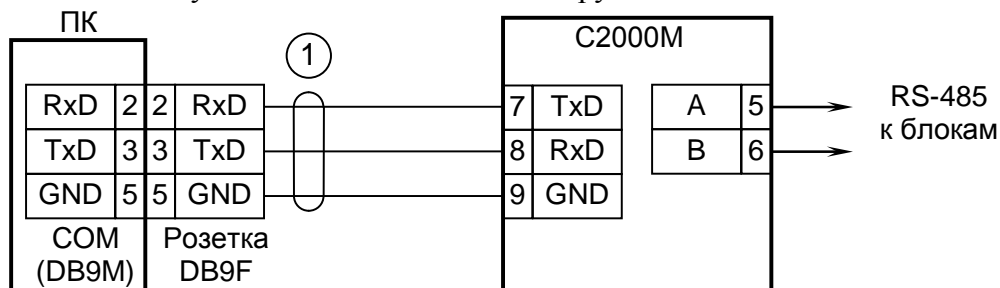 ПК
1
С2000М
RxD 2 2 RxD 7 TxD A 5 RS-485
TxD 3 3 TxD 8 RxD B 6 к блокам
GND 5 5 GND 9 GND
COM Розетка
(DB9M) DB9F